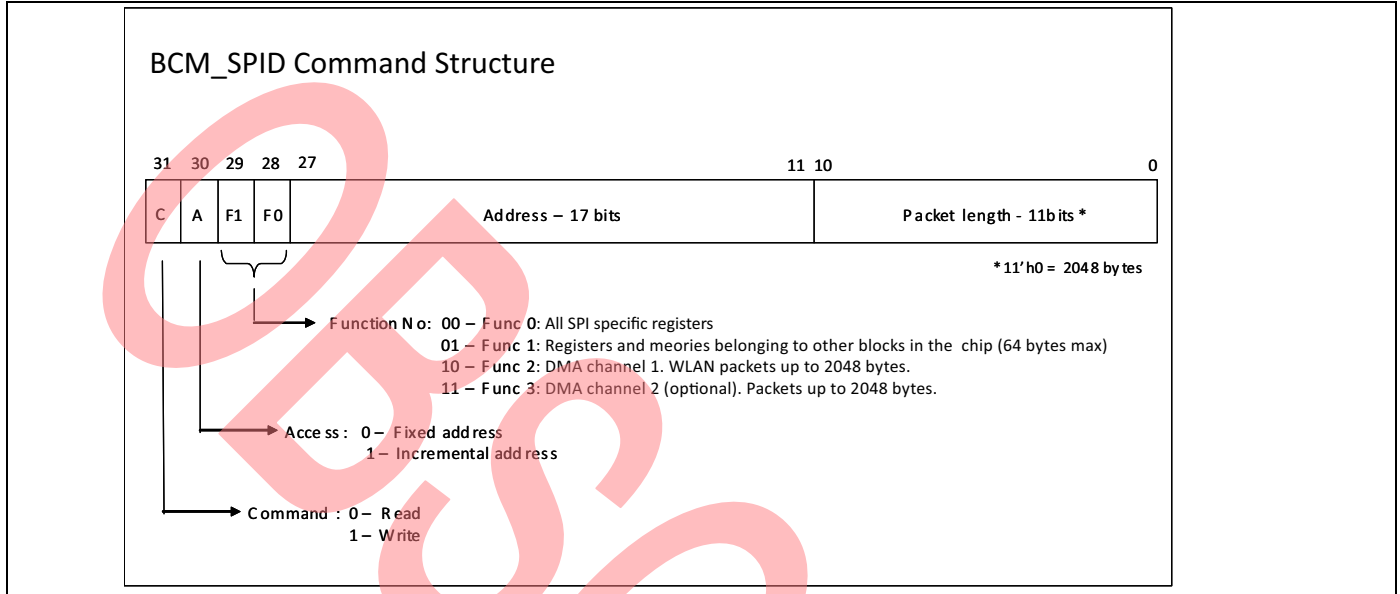 BCM_SPID Command Structure
31 30 29 28 27 11 10 0
C A F1 F0 Address – 17 bits Packet length - 11bits *
*11'h0 = 2048 bytes
Function No: 00 – Func 0: All SPI specific registers
01 – Func 1: Registers and meories belonging to other blocks in the chip (64 bytes max)
10 – Func 2: DMA channel 1. WLAN packets up to 2048 bytes.
11 – Func 3: DMA channel 2 (optional). Packets up to 2048 bytes.
Access: 0 – Fixed address
1 – Incremental address
Command: 0 – Read
1 – Write
OBSO